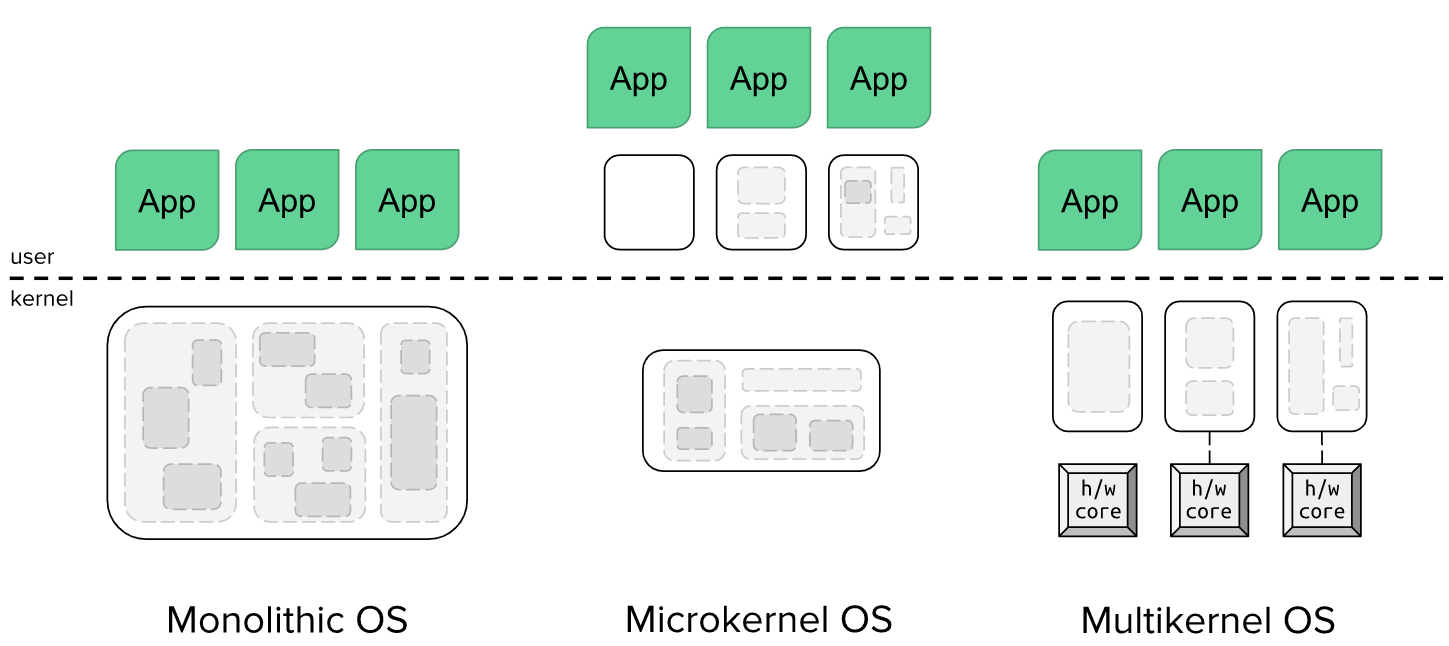 App App App
App App App
App App App
user
kernel
h/w core
h/w core
h/w core
Monolithic OS
Microkernel OS
Multikernel OS